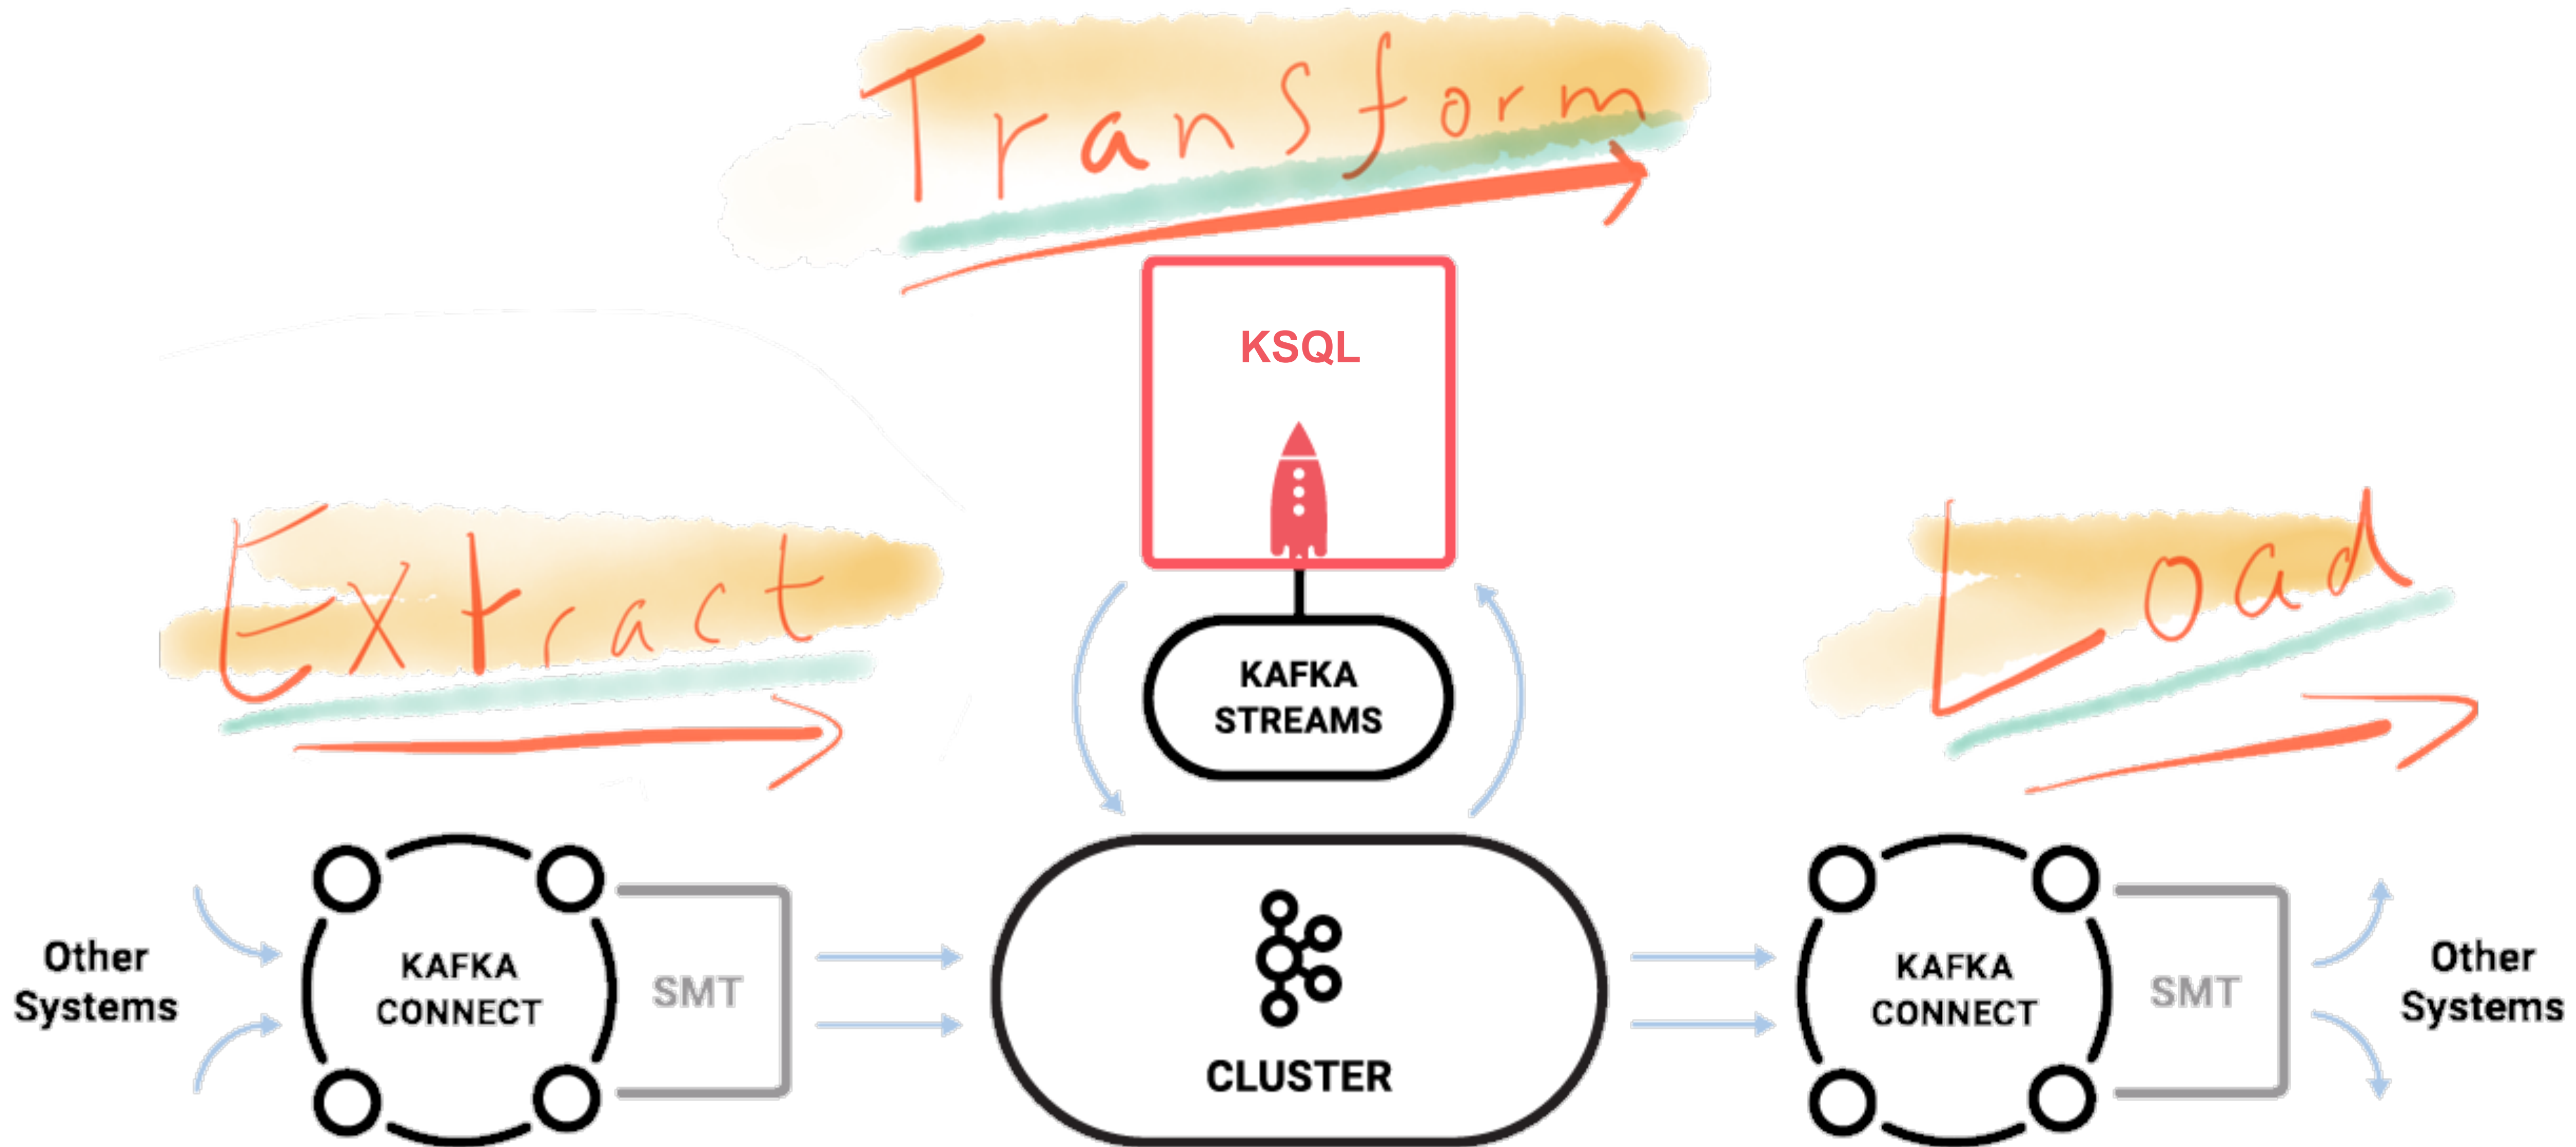 Transform
KSQL
Extract
Load
KAFKA
STREAMS
Other
Systems
KAFKA
CONNECT
SMT
CLUSTER
KAFKA
CONNECT
SMT
Other
Systems